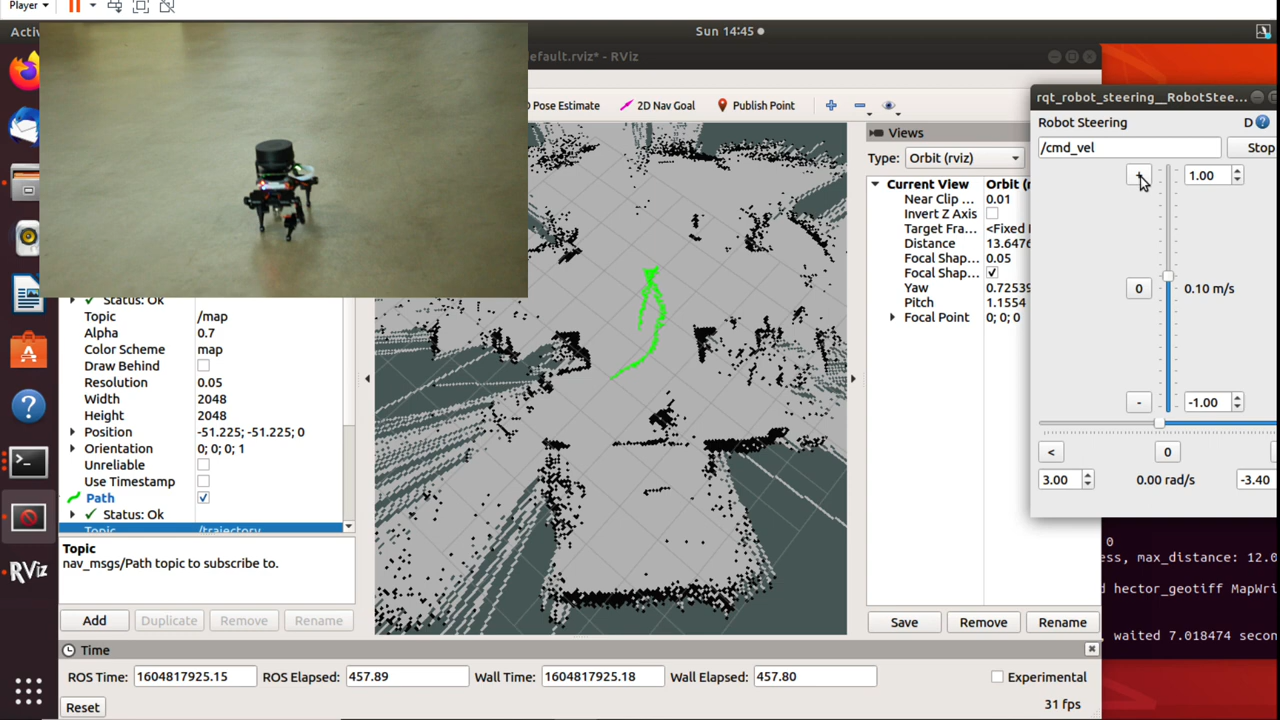 Player
Activ
Sun 14:45
efault.rviz* - RViz
D Pose Estimate
2D Nav Goal
Publish Point
Status: Ok
Topic
/map
Alpha
0.7
Color Scheme
map
Draw Behind
Resolution
0.05
Width
2048
Height
2048
Position
-51.225; -51.225; 0
Orientation
0; 0; 0; 1
Unreliable
Use Timestamp
Path
Status: Ok
Topic
/trajectory
Topic
nav_msgs/Path topic to subscribe to.
Add
Duplicate
Remove
Rename
Views
Type:
Orbit (rviz)
Current View
Orbit (
Near Clip ...
0.01
Invert Z Axis
Target Fra...
<Fixed
Distance
13.6476
Focal Shap...
0.05
Focal Shap...
Yaw
0.72539
Pitch
1.1554
Focal Point
0; 0; 0
Save
Remove
Rename
rqt_robot_steering__RobotStee...
Robot Steering
D
/cmd_vel
Stop
+
1.00
0
0.10 m/s
-
-1.00
<
0
3.00
0.00 rad/s
-3.40
0
ess, max_distance: 12.0
d hector_geotiff MapWri
, waited 7.018474 secon
RViz
Time
ROS Time:
1604817925.15
ROS Elapsed:
457.89
Wall Time:
1604817925.18
Wall Elapsed:
457.80
Experimental
Reset
31 fps